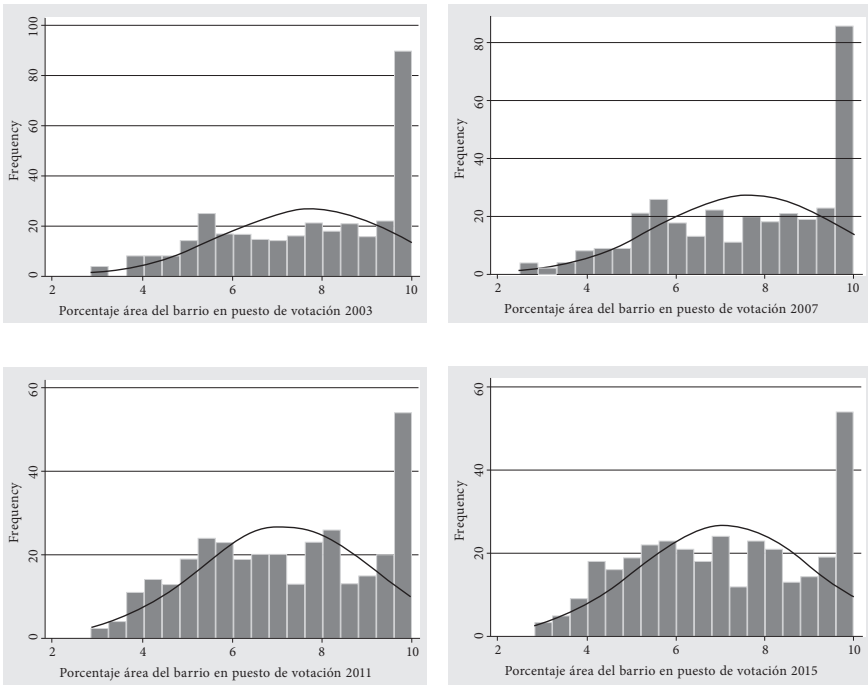 Frequency
100
80
60
40
20
0
2 4 6 8 10
Porcentaje área del barrio en puesto de votación 2003
Frequency
80
60
40
20
0
2 4 6 8 10
Porcentaje área del barrio en puesto de votación 2007
Frequency
60
40
20
0
2 4 6 8 10
Porcentaje área del barrio en puesto de votación 2011
Frequency
60
40
20
0
2 4 6 8 10
Porcentaje área del barrio en puesto de votación 2015